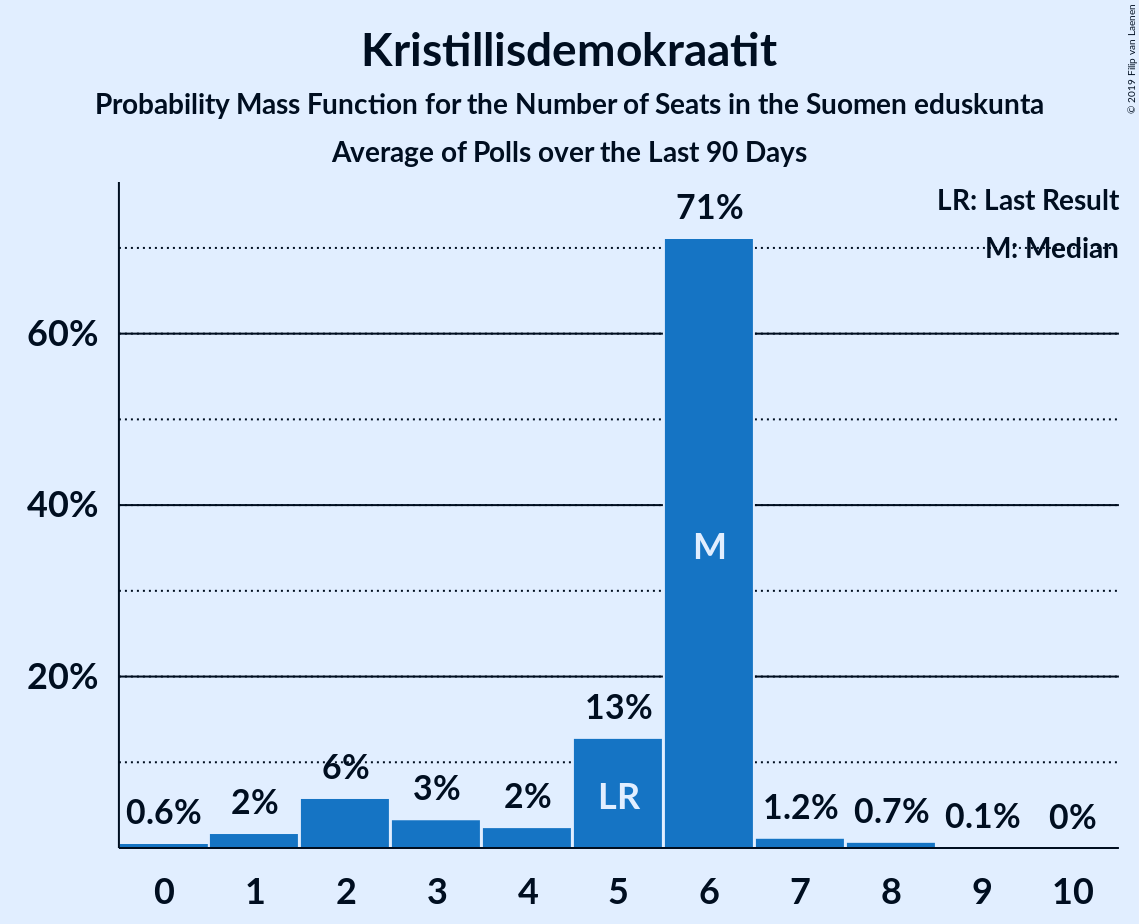 © 2019 Filip van Laenen
Kristillisdemokraatit
Probability Mass Function for the Number of Seats in the Suomen eduskunta
Average of Polls over the Last 90 Days
LR: Last Result
M: Median
71%
60%
40%
M
20%
13%
6%
3%
2%
2%
LR
0.6%
1.2%
0.7%
0.1%
0%
0 1 2 3 4 5 6 7 8 9 10